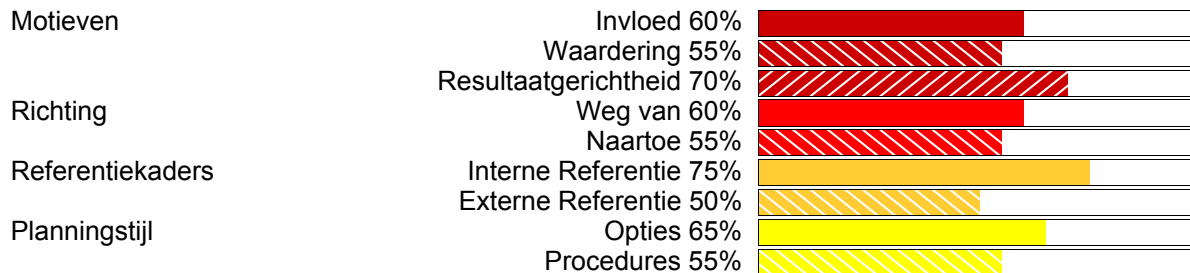 Motieven Invloed 60%
Waardering 55%
Resultaatgerichtheid 70%
Richting Weg van 60%
Naartoe 55%
Referentiekaders Interne Referentie 75%
Externe Referentie 50%
Planningstijl Opties 65%
Procedures 55%